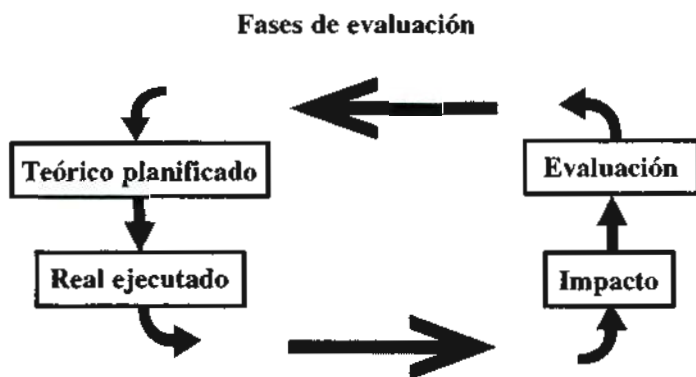 Fases de evaluación
Teórico planificado
Evaluación
Real ejecutado
Impacto